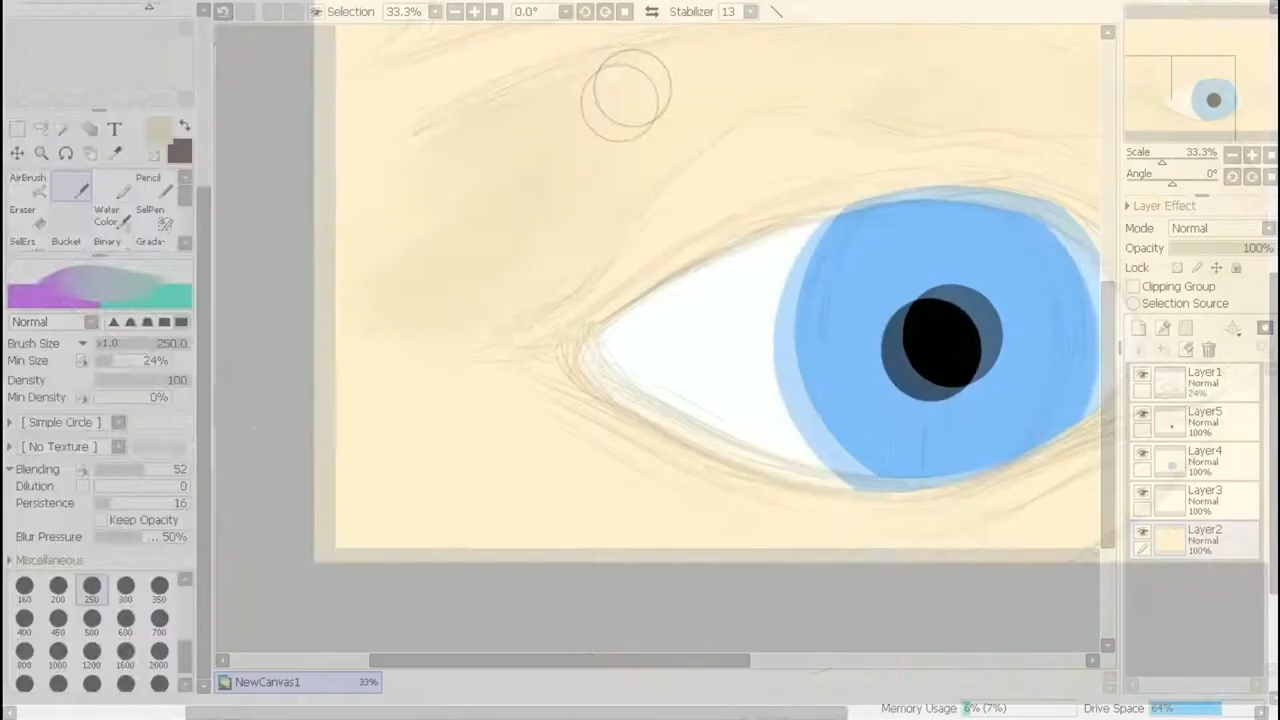 Selection 33.3% 0.0° Stabilizer 13
T
AirBrush Pencil
Eraser Water Color SelPen
SelErs Bucket Binary Grada-
Normal
Brush Size x1.0 250.0
Min Size 24%
Density 100
Min Density 0%
[ Simple Circle ]
[ No Texture ]
Blending 52
Dilution 0
Persistence 16
Keep Opacity
Blur Pressure ... 50%
Miscellaneous
160 200 250 300 350
400 450 500 600 700
800 1000 1200 1600 2000
NewCanvas1 33%
Scale 33.3%
Angle 0°
Layer Effect
Mode Normal
Opacity 100%
Lock
Clipping Group
Selection Source
Layer1
Normal
24%
Layer5
Normal
100%
Layer4
Normal
100%
Layer3
Normal
100%
Layer2
Normal
100%
Memory Usage 6% (7%) Drive Space 64%